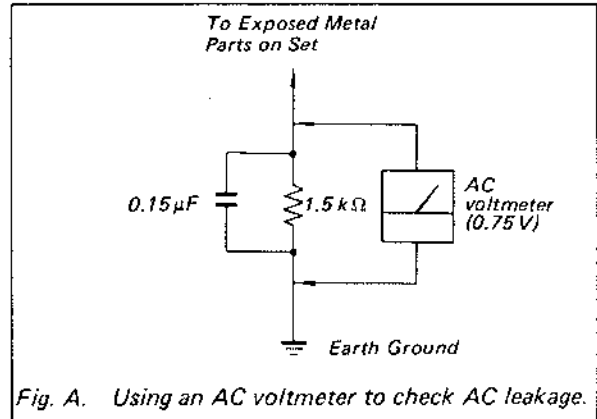 To Exposed Metal
Parts on Set
0.15µF
1.5kΩ
AC
voltmeter
(0.75V)
Earth Ground
Fig. A. Using an AC voltmeter to check AC leakage.